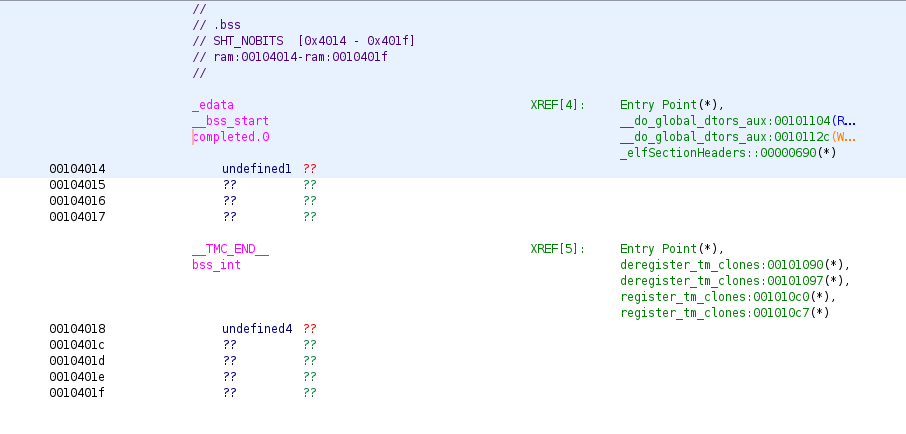 //
// .bss
// SHT_NOBITS  [0x4014 - 0x401f]
// ram:00104014-ram:0010401f
//
_edata XREF[4]: Entry Point(*),
__bss_start __do_global_dtors_aux:00101104(R...
completed.0 __do_global_dtors_aux:0010112c(W...
_elfSectionHeaders::00000690(*)
00104014 undefined1 ??
00104015 ?? ??
00104016 ?? ??
00104017 ?? ??
__TMC_END__ XREF[5]: Entry Point(*),
bss_int deregister_tm_clones:00101090(*),
deregister_tm_clones:00101097(*),
register_tm_clones:001010c0(*),
register_tm_clones:001010c7(*)
00104018 undefined4 ??
0010401c ?? ??
0010401d ?? ??
0010401e ?? ??
0010401f ?? ??